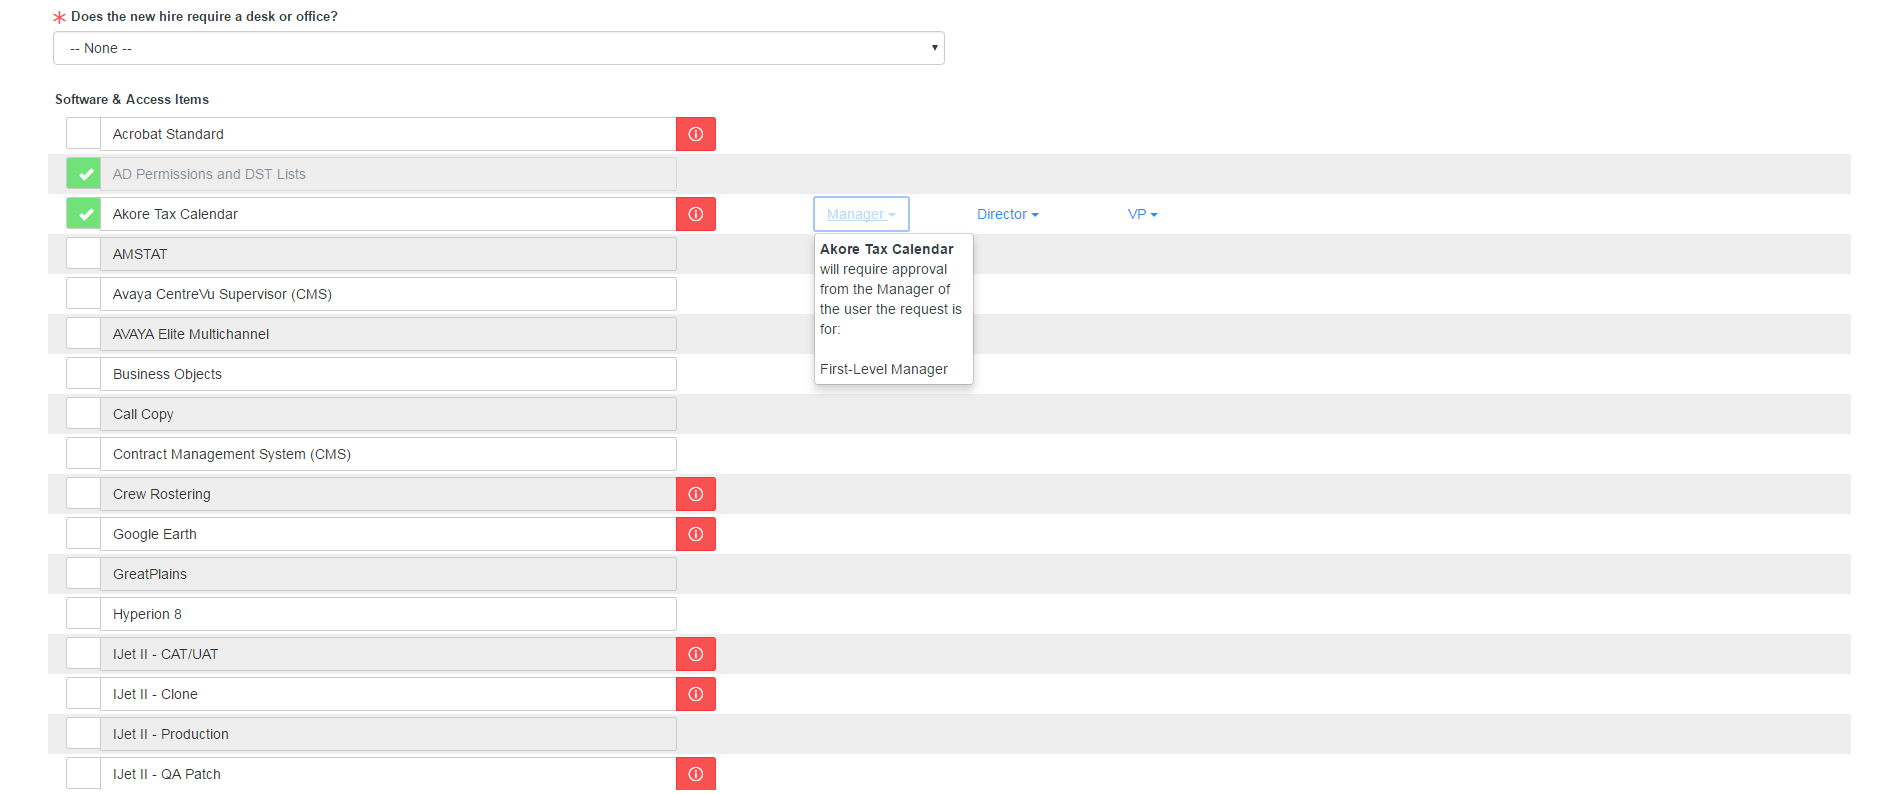 Does the new hire require a desk or office?
-- None --
Software & Access Items
Acrobat Standard
AD Permissions and DST Lists
Akore Tax Calendar
Manager
Director
VP
Akore Tax Calendar
will require approval
from the Manager of
the user the request is
for:
First-Level Manager
AMSTAT
Avaya CentreVu Supervisor (CMS)
AVAYA Elite Multichannel
Business Objects
Call Copy
Contract Management System (CMS)
Crew Rostering
Google Earth
GreatPlains
Hyperion 8
IJet II - CAT/UAT
IJet II - Clone
IJet II - Production
IJet II - QA Patch